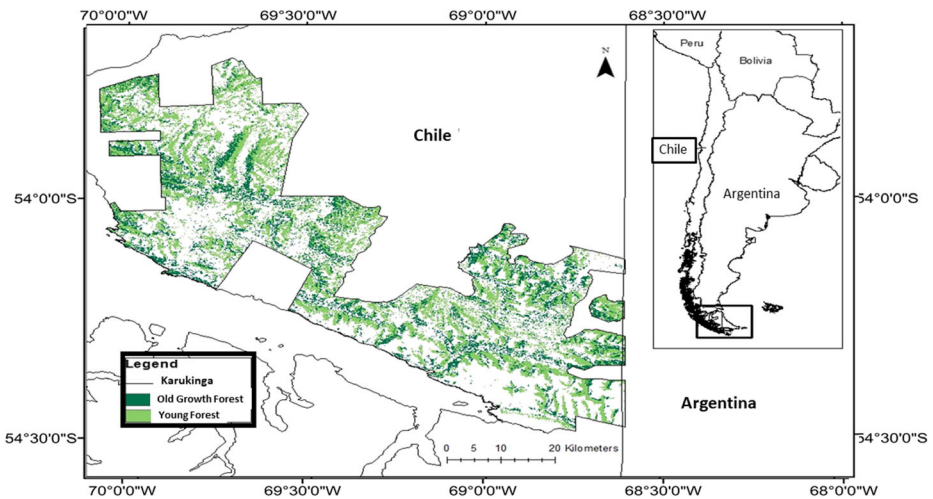 70°0'0"W 69°30'0"W 69°0'0"W 68°30'0"W 68°0'0"W
N
Peru
Bolivia
Chile
Chile
Argentina
54°0'0"S
54°0'0"S
Legend
Karukinga
Old Growth Forest
Young Forest
Argentina
54°30'0"S
54°30'0"S
0 5 10 20 Kilometers
70°0'0"W 69°30'0"W 69°0'0"W 68°30'0"W 68°0'0"W